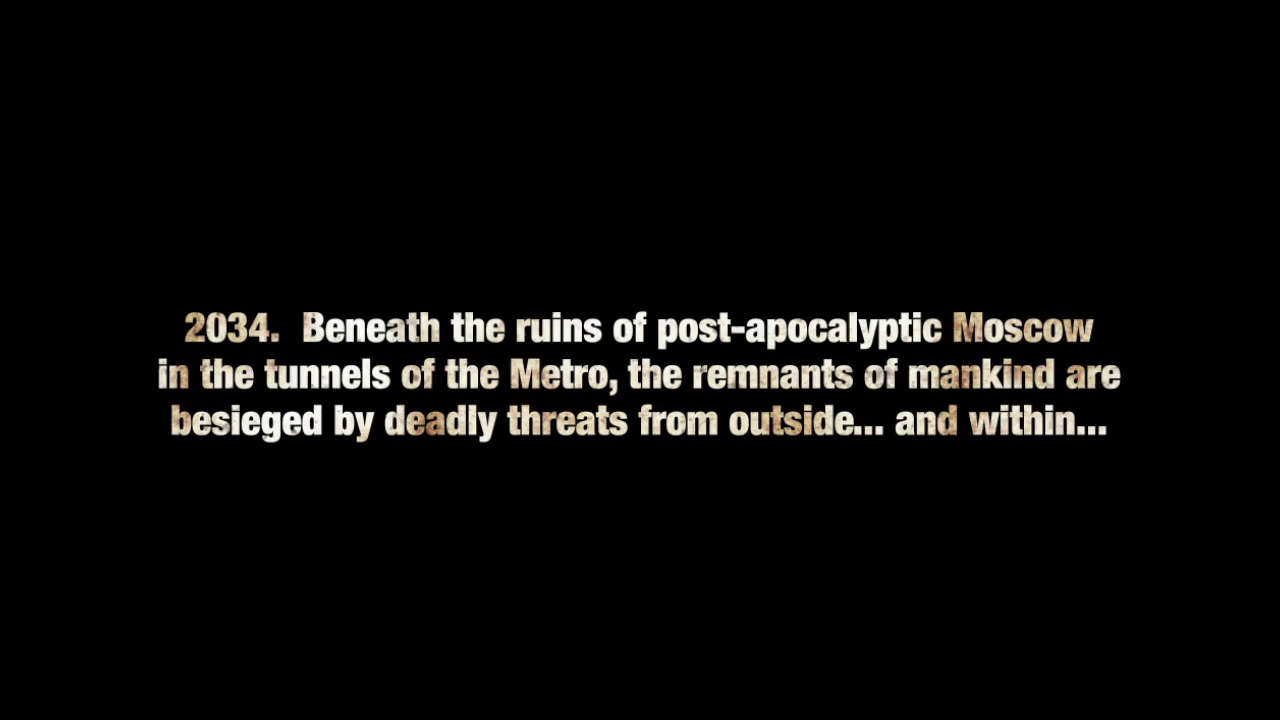 2034. Beneath the ruins of post-apocalyptic Moscow
in the tunnels of the Metro, the remnants of mankind are
besieged by deadly threats from outside... and within...